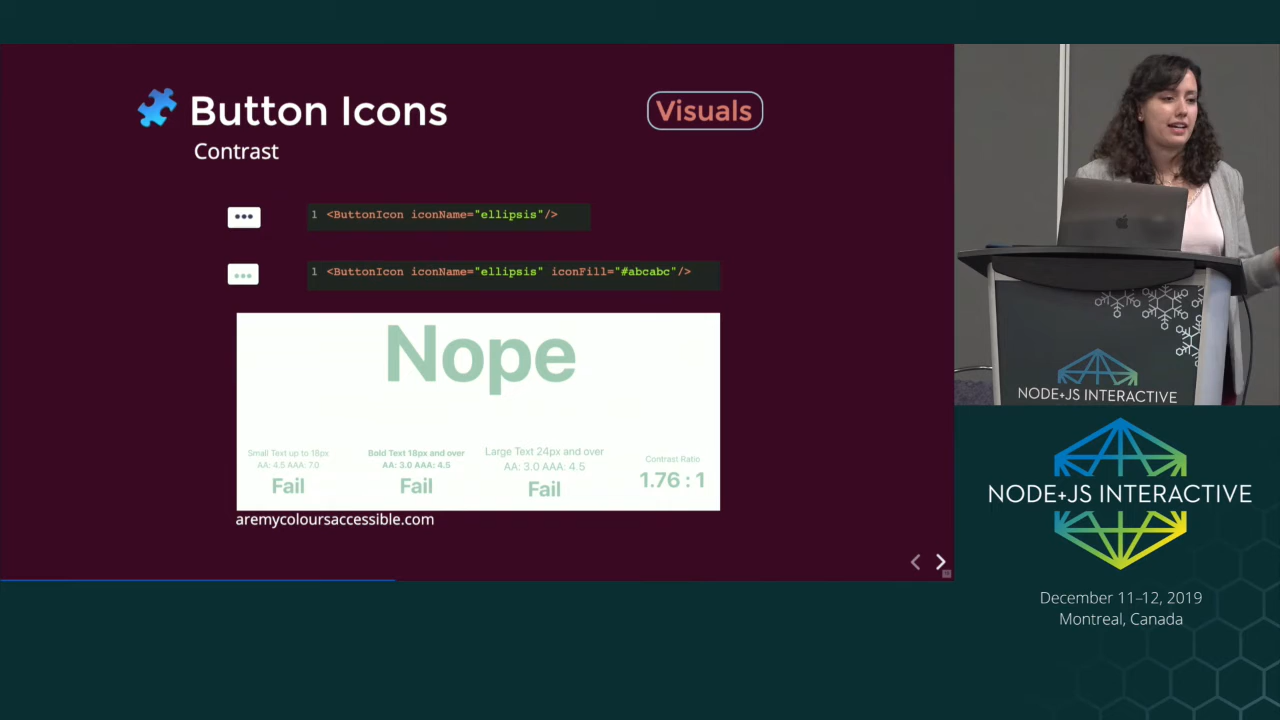 Button Icons
Visuals
Contrast
•••
1 <ButtonIcon iconName="ellipsis"/>
•••
1 <ButtonIcon iconName="ellipsis" iconFill="#abcabc"/>
Nope
Small Text up to 18px
AA: 4.5 AAA: 7.0
Fail
Bold Text 18px and over
AA: 3.0 AAA: 4.5
Fail
Large Text 24px and over
AA: 3.0 AAA: 4.5
Fail
Contrast Ratio
1.76 : 1
aremycoloursaccessible.com
NODE+JS INTERACTIVE
NODE+JS INTERACTIVE
December 11–12, 2019
Montreal, Canada